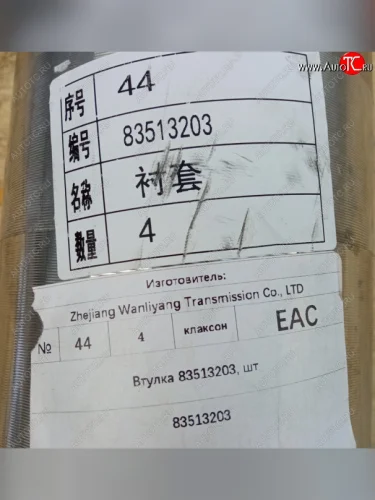 www.AutoTC.ru
序号 44
编号 83513203
名称 衬套
数量 4
Изготовитель:
Zhejiang Wanliyang Transmission Co., LTD
№ 44 4 клаксон EAC
Втулка 83513203, шт
83513203